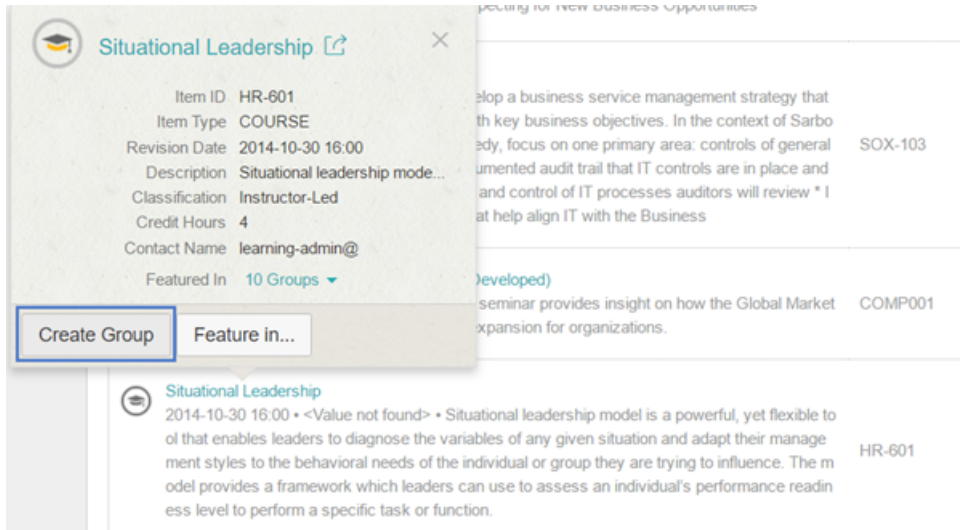 pecting for New Business Opportunities
Situational Leadership
Item ID HR-601
Item Type COURSE
Revision Date 2014-10-30 16:00
Description Situational leadership mode...
Classification Instructor-Led
Credit Hours 4
Contact Name learning-admin@
Featured In 10 Groups
Create Group Feature in...
elop a business service management strategy that
th key business objectives. In the context of Sarbo
edy, focus on one primary area: controls of general
umented audit trail that IT controls are in place and
and control of IT processes auditors will review * I
at help align IT with the Business
SOX-103
Developed)
seminar provides insight on how the Global Market
xpansion for organizations.
COMP001
Situational Leadership
2014-10-30 16:00 • <Value not found> • Situational leadership model is a powerful, yet flexible to
ol that enables leaders to diagnose the variables of any given situation and adapt their manage
ment styles to the behavioral needs of the individual or group they are trying to influence. The m
odel provides a framework which leaders can use to assess an individual's performance readin
ess level to perform a specific task or function.
HR-601